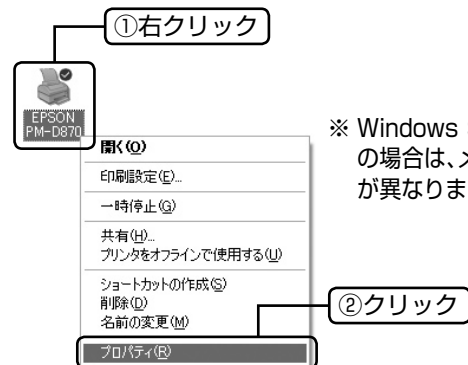 ①右クリック
EPSON
PM-D870
開く(O)
印刷設定(E)...
一時停止(G)
共有(H)...
プリンタをオフラインで使用する(U)
ショートカットの作成(S)
削除(D)
名前の変更(M)
プロパティ(R)
②クリック
※ Windows
の場合は、
が異なりま